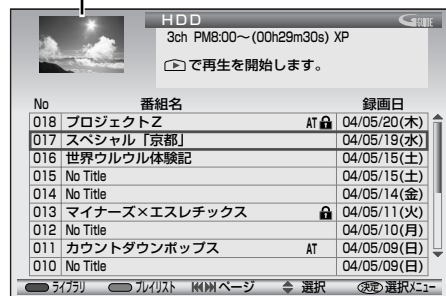 HDD
GUIDE
3ch PM8:00～(00h29m30s) XP
で再生を開始します。
No 番組名 録画日
018 プロジェクトZ AT 04/05/20(木)
017 スペシャル「京都」 04/05/19(水)
016 世界ウルウル体験記 04/05/15(土)
015 No Title 04/05/15(土)
014 No Title 04/05/14(金)
013 マイナーズ×エスレチックス 04/05/11(火)
012 No Title 04/05/10(月)
011 カウントダウンポップス AT 04/05/09(日)
010 No Title 04/05/09(日)
ライブラリ プレイリスト ページ 選択 決定 選択メニュー